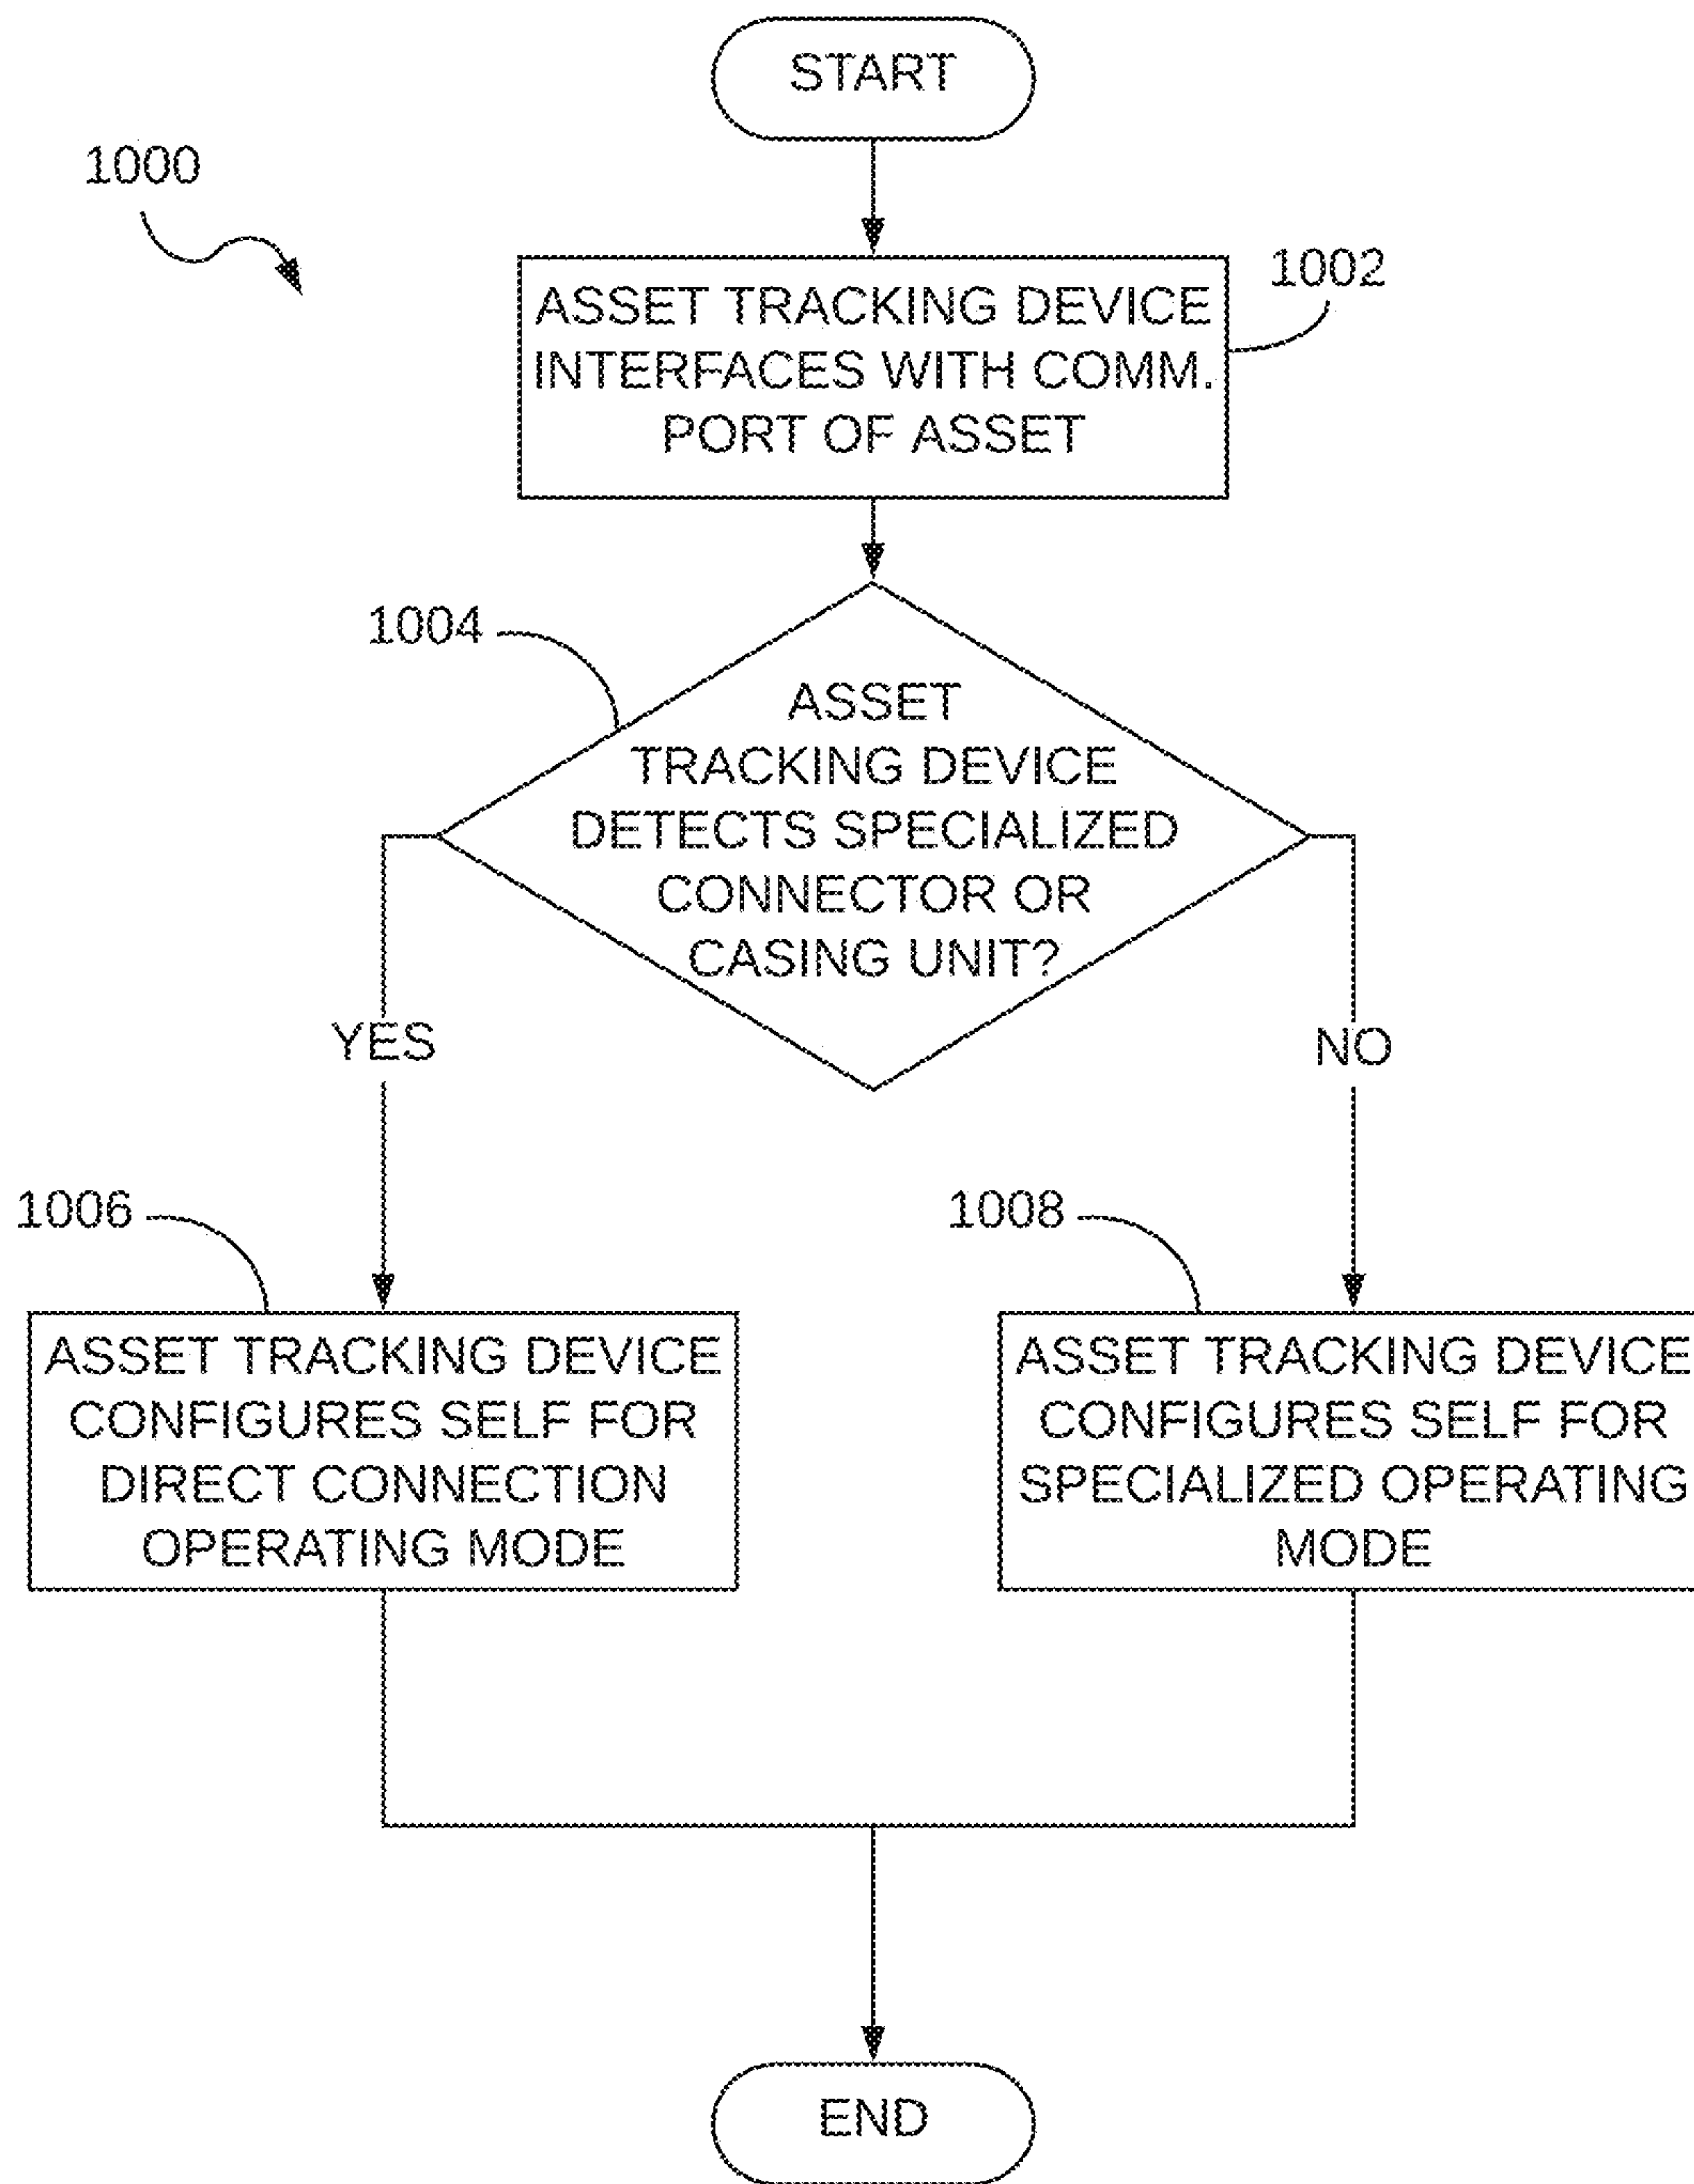 START
1000
1002
ASSET TRACKING DEVICE
INTERFACES WITH COMM.
PORT OF ASSET
1004
ASSET
TRACKING DEVICE
DETECTS SPECIALIZED
CONNECTOR OR
CASING UNIT?
YES
NO
1006
ASSET TRACKING DEVICE
CONFIGURES SELF FOR
DIRECT CONNECTION
OPERATING MODE
1008
ASSET TRACKING DEVICE
CONFIGURES SELF FOR
SPECIALIZED OPERATING
MODE
END